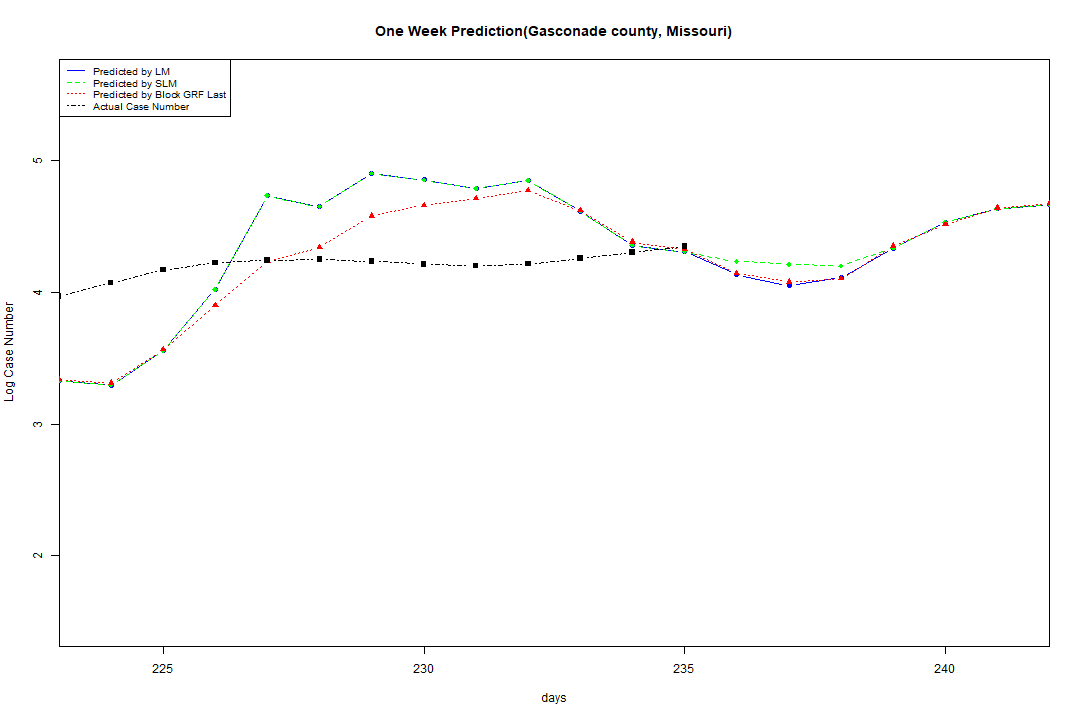 One Week Prediction(Gasconade county, Missouri)
Predicted by LM
Predicted by SLM
Predicted by Block GRF Last
Actual Case Number
5
4
3
2
Log Case Number
225 230 235 240
days